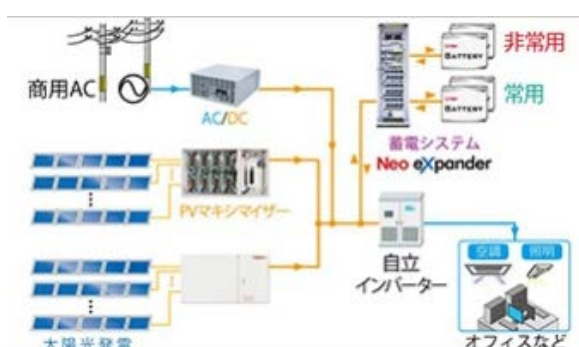 商用AC
AC/DC
BATTERY
非常用
BATTERY
常用
蓄電システム
Neo eXpander
PVマキシマイザー
自立
インバーター
空調
照明
太陽光発電
オフィスなど